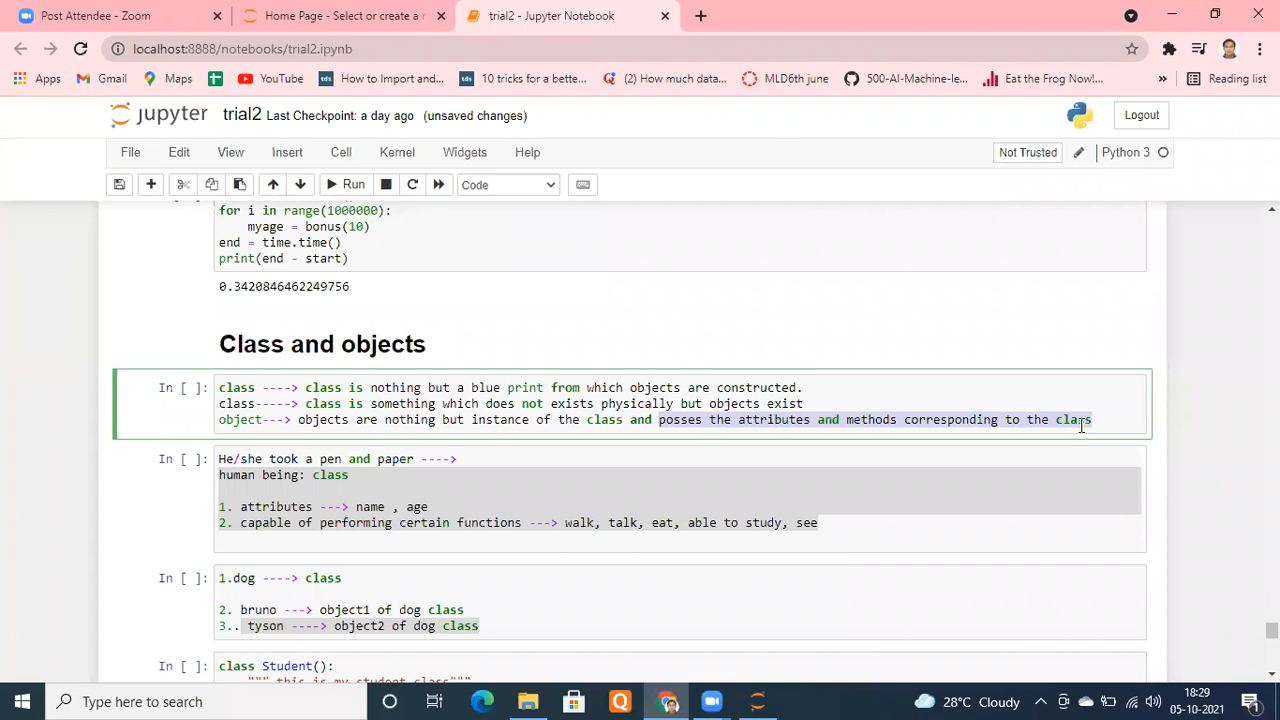 Post Attendee - Zoom
Home Page - Select or create a n
trial2 - Jupyter Notebook
localhost:8888/notebooks/trial2.ipynb
Apps
Gmail
Maps
YouTube
How to Import and...
10 tricks for a bette...
(2) How much data...
MLD6th june
500-AI-Machine-le...
Eat the Frog Now!...
Reading list
jupyter trial2 Last Checkpoint: a day ago (unsaved changes)
Logout
File Edit View Insert Cell Kernel Widgets Help
Not Trusted
Python 3
Run
Code
for i in range(1000000):
myage = bonus(10)
end = time.time()
print(end - start)
0.3420846462249756
Class and objects
In [ ]: class ----> class is nothing but a blue print from which objects are constructed.
class-----> class is something which does not exists physically but objects exist
object---> objects are nothing but instance of the class and posses the attributes and methods corresponding to the class
In [ ]: He/she took a pen and paper ---->
human being: class
1. attributes ---> name , age
2. capable of performing certain functions ---> walk, talk, eat, able to study, see
In [ ]: 1.dog ----> class
2. bruno ---> object1 of dog class
3.. tyson ----> object2 of dog class
In [ ]: class Student():
""" this is my student class"""
Type here to search
28°C Cloudy
18:29
05-10-2021